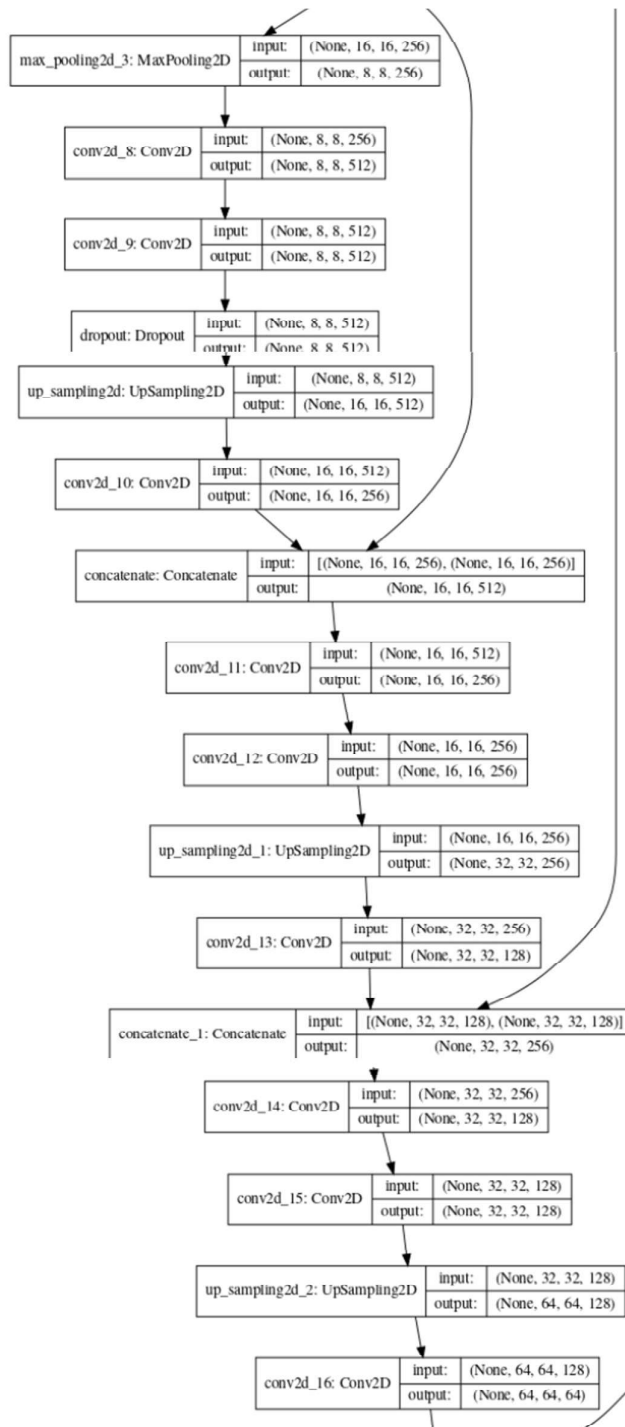 max_pooling2d_3: MaxPooling2D input: (None, 16, 16, 256)
output: (None, 8, 8, 256)
conv2d_8: Conv2D input: (None, 8, 8, 256)
output: (None, 8, 8, 512)
conv2d_9: Conv2D input: (None, 8, 8, 512)
output: (None, 8, 8, 512)
dropout: Dropout input: (None, 8, 8, 512)
output: (None, 8, 8, 512)
up_sampling2d: UpSampling2D input: (None, 8, 8, 512)
output: (None, 16, 16, 512)
conv2d_10: Conv2D input: (None, 16, 16, 512)
output: (None, 16, 16, 256)
concatenate: Concatenate input: [(None, 16, 16, 256), (None, 16, 16, 256)]
output: (None, 16, 16, 512)
conv2d_11: Conv2D input: (None, 16, 16, 512)
output: (None, 16, 16, 256)
conv2d_12: Conv2D input: (None, 16, 16, 256)
output: (None, 16, 16, 256)
up_sampling2d_1: UpSampling2D input: (None, 16, 16, 256)
output: (None, 32, 32, 256)
conv2d_13: Conv2D input: (None, 32, 32, 256)
output: (None, 32, 32, 128)
concatenate_1: Concatenate input: [(None, 32, 32, 128), (None, 32, 32, 128)]
output: (None, 32, 32, 256)
conv2d_14: Conv2D input: (None, 32, 32, 256)
output: (None, 32, 32, 128)
conv2d_15: Conv2D input: (None, 32, 32, 128)
output: (None, 32, 32, 128)
up_sampling2d_2: UpSampling2D input: (None, 32, 32, 128)
output: (None, 64, 64, 128)
conv2d_16: Conv2D input: (None, 64, 64, 128)
output: (None, 64, 64, 64)